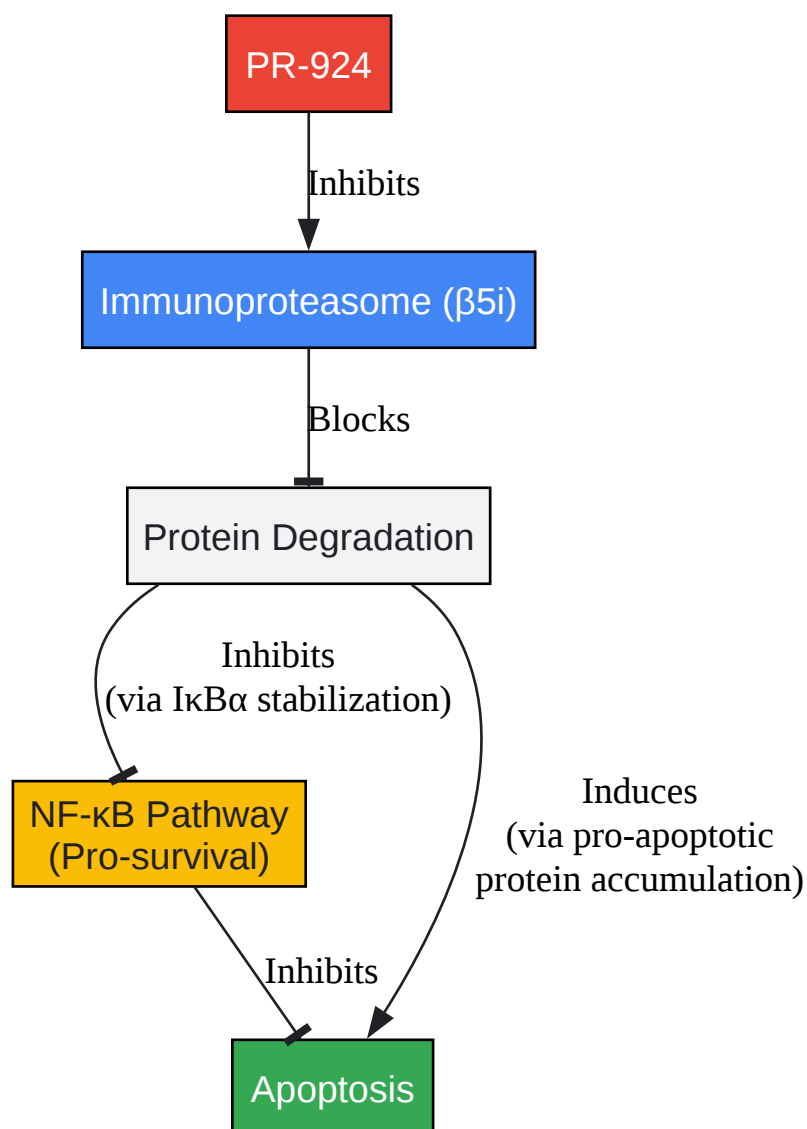 PR-924
Inhibits
Immunoproteasome (β5i)
Blocks
Protein Degradation
Inhibits
(via IκBα stabilization)
Induces
(via pro-apoptotic
protein accumulation)
NF-κB Pathway
(Pro-survival)
Inhibits
Apoptosis